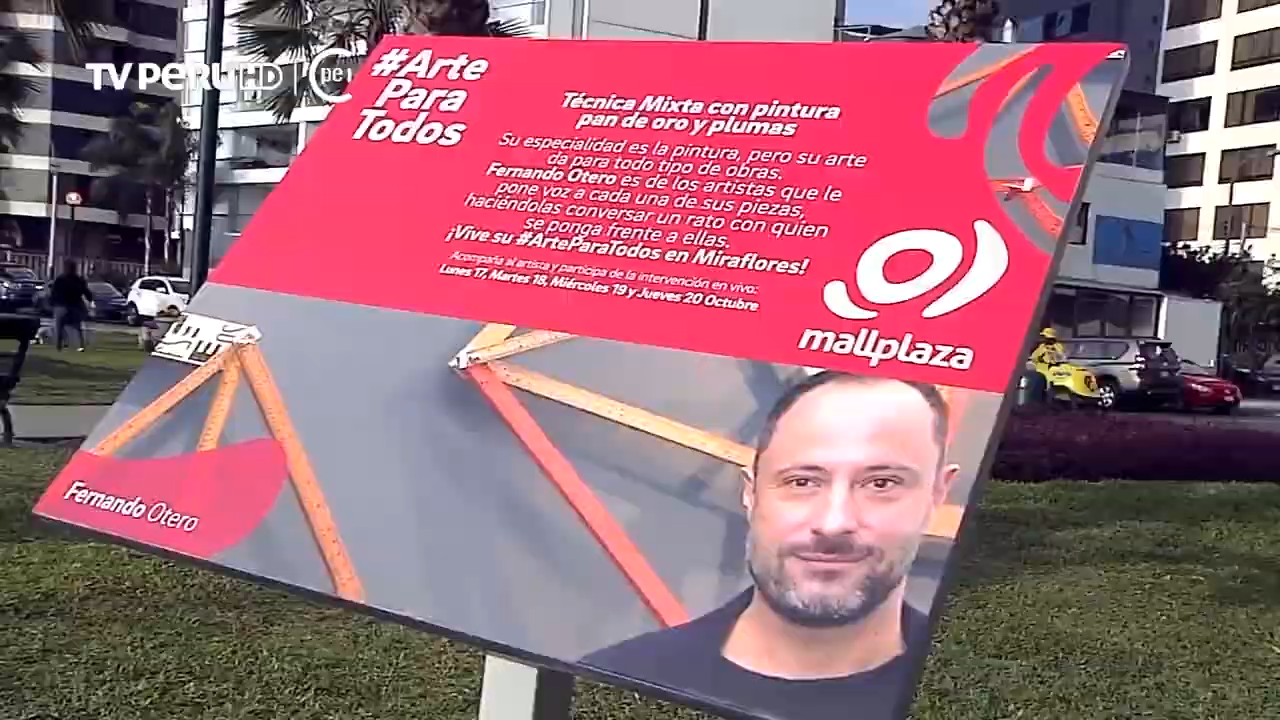 TV PERU HD | pe
#Arte
Para
Todos
Técnica Mixta con pintura
pan de oro y plumas
Su especialidad es la pintura, pero su arte
da para todo tipo de obras.
Fernando Otero es de los artistas que le
pone voz a cada una de sus piezas,
haciéndolas conversar un rato con quien
se ponga frente a ellas.
¡Vive su #ArteParaTodos en Miraflores!
Acompaña al artista y participa de la intervención en vivo:
Lunes 17, Martes 18, Miércoles 19 y Jueves 20 Octubre
mallplaza
Fernando Otero